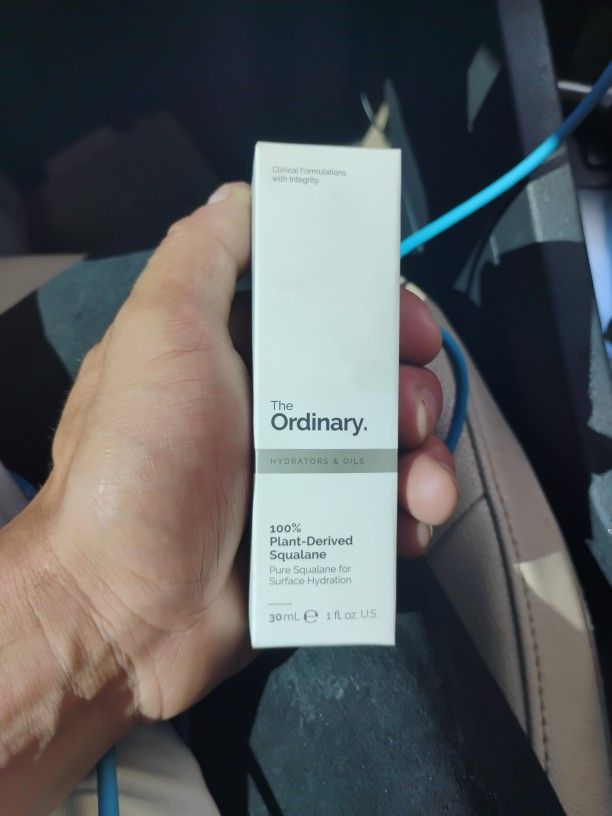 Clinical Formulations
with Integrity.
The
Ordinary.
HYDRATORS & OILS
100%
Plant-Derived
Squalane
Pure Squalane for
Surface Hydration
30mL ℮ 1 fl. oz. U.S.